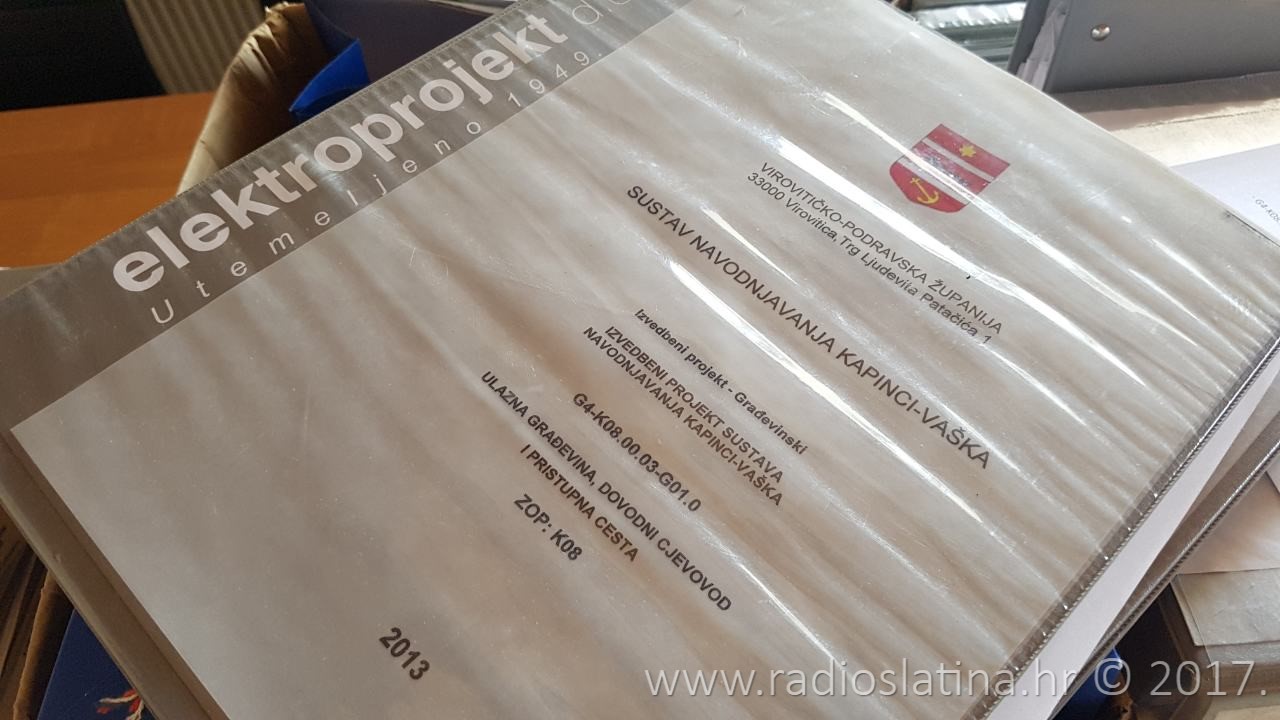 elektroprojekt
Utemeljeno 1949.
VIROVITIČKO-PODRAVSKA ŽUPANIJA
33000 Virovitica, Trg Ljudevita Patačića 1
SUSTAV NAVODNJAVANJA KAPINCI-VAŠKA
Izvedbeni projekt - Građevinski
IZVEDBENI PROJEKT SUSTAVA
NAVODNJAVANJA KAPINCI-VAŠKA
G4-K08.00.03-G01.0
ULAZNA GRAĐEVINA, DOVODNI CJEVOVOD
I PRISTUPNA CESTA
ZOP: K08
2013
www.radioslatina.hr © 2017.